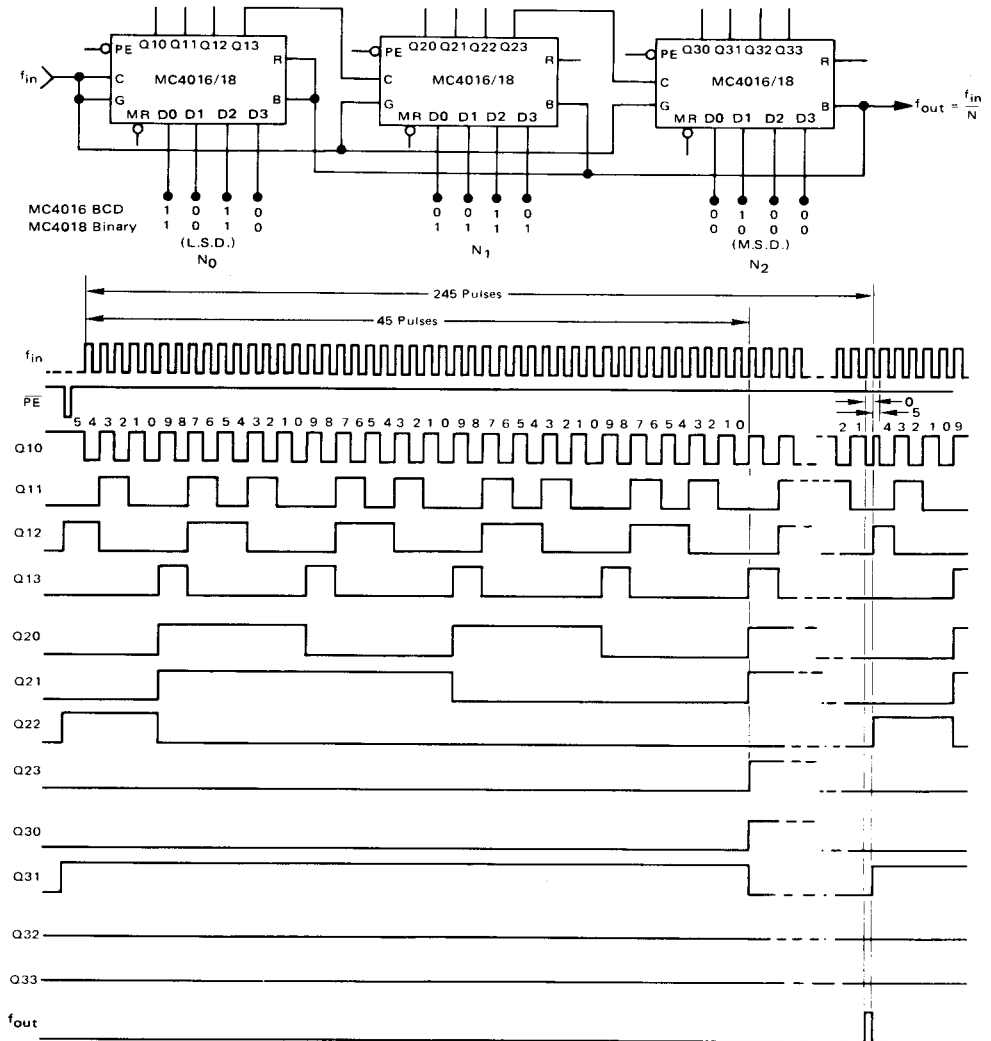 Q10 Q11 Q12 Q13
PE
R
MC4016/18
C
G
B
MR D0 D1 D2 D3
fin
Q20 Q21 Q22 Q23
PE
R
MC4016/18
C
G
B
MR D0 D1 D2 D3
Q30 Q31 Q32 Q33
PE
R
MC4016/18
C
G
B
MR D0 D1 D2 D3
fout = fin/N
MC4016 BCD 1 0 1 0 0 0 1 0 0 1 0 0
MC4018 Binary 1 0 1 0 1 1 1 1 0 0 0 0
(L.S.D.) (M.S.D.)
N0 N1 N2
245 Pulses
45 Pulses
fin
PE
0
5
5 4 3 2 1 0 9 8 7 6 5 4 3 2 1 0 9 8 7 6 5 4 3 2 1 0 9 8 7 6 5 4 3 2 1 0 9 8 7 6 5 4 3 2 1 0 2 1 4 3 2 1 0 9
Q10
Q11
Q12
Q13
Q20
Q21
Q22
Q23
Q30
Q31
Q32
Q33
fout